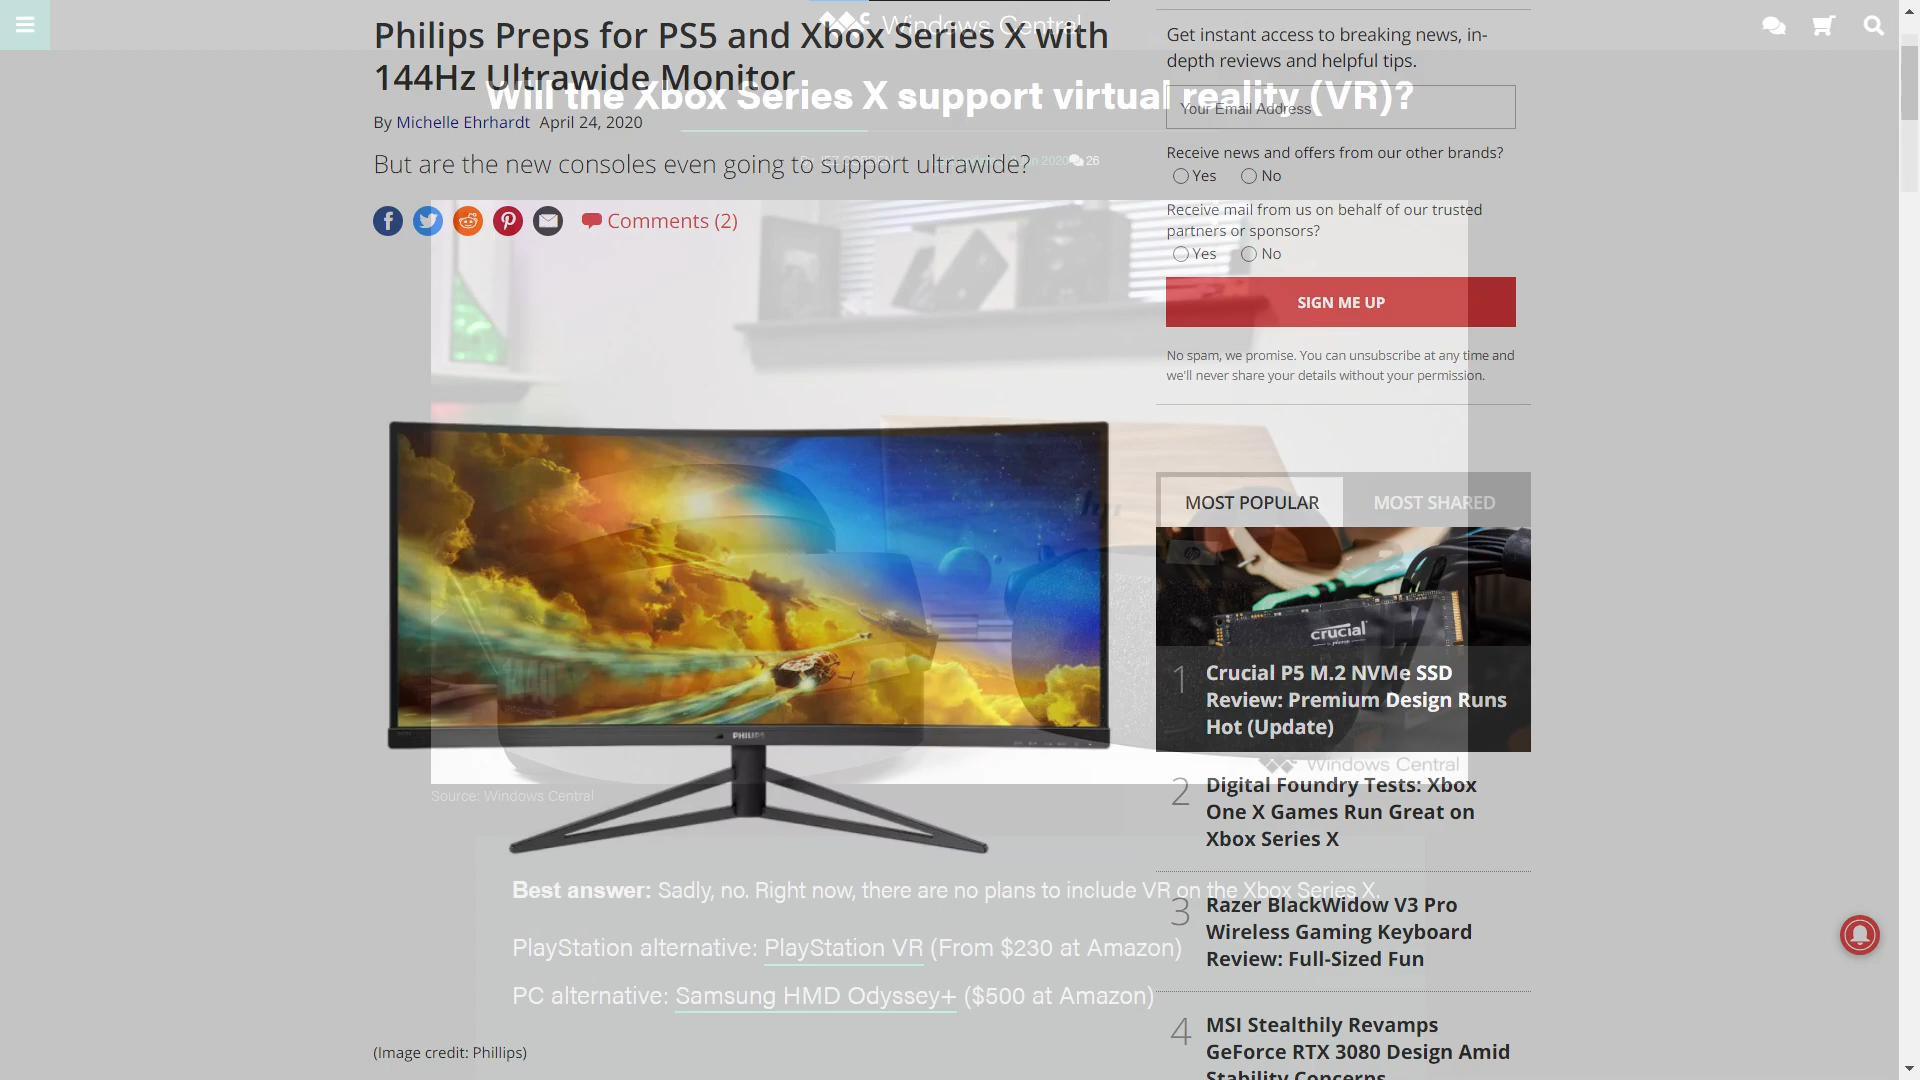 Windows Central
Philips Preps for PS5 and Xbox Series X with
144Hz Ultrawide Monitor
Will the Xbox Series X support virtual reality (VR)?
By Michelle Ehrhardt April 24, 2020
2020 26
But are the new consoles even going to support ultrawide?
Comments (2)
PHILIPS
Source: Windows Central
Best answer: Sadly, no. Right now, there are no plans to include VR on the Xbox Series X.
PlayStation alternative: PlayStation VR (From $230 at Amazon)
PC alternative: Samsung HMD Odyssey+ ($500 at Amazon)
(Image credit: Phillips)
Get instant access to breaking news, in-
depth reviews and helpful tips.
Your Email Address
Receive news and offers from our other brands?
Yes No
Receive mail from us on behalf of our trusted
partners or sponsors?
Yes No
SIGN ME UP
No spam, we promise. You can unsubscribe at any time and
we'll never share your details without your permission.
MOST POPULAR MOST SHARED
crucial
1 Crucial P5 M.2 NVMe SSD
Review: Premium Design Runs
Hot (Update)
Windows Central
2 Digital Foundry Tests: Xbox
One X Games Run Great on
Xbox Series X
3 Razer BlackWidow V3 Pro
Wireless Gaming Keyboard
Review: Full-Sized Fun
4 MSI Stealthily Revamps
GeForce RTX 3080 Design Amid
Stability Concerns